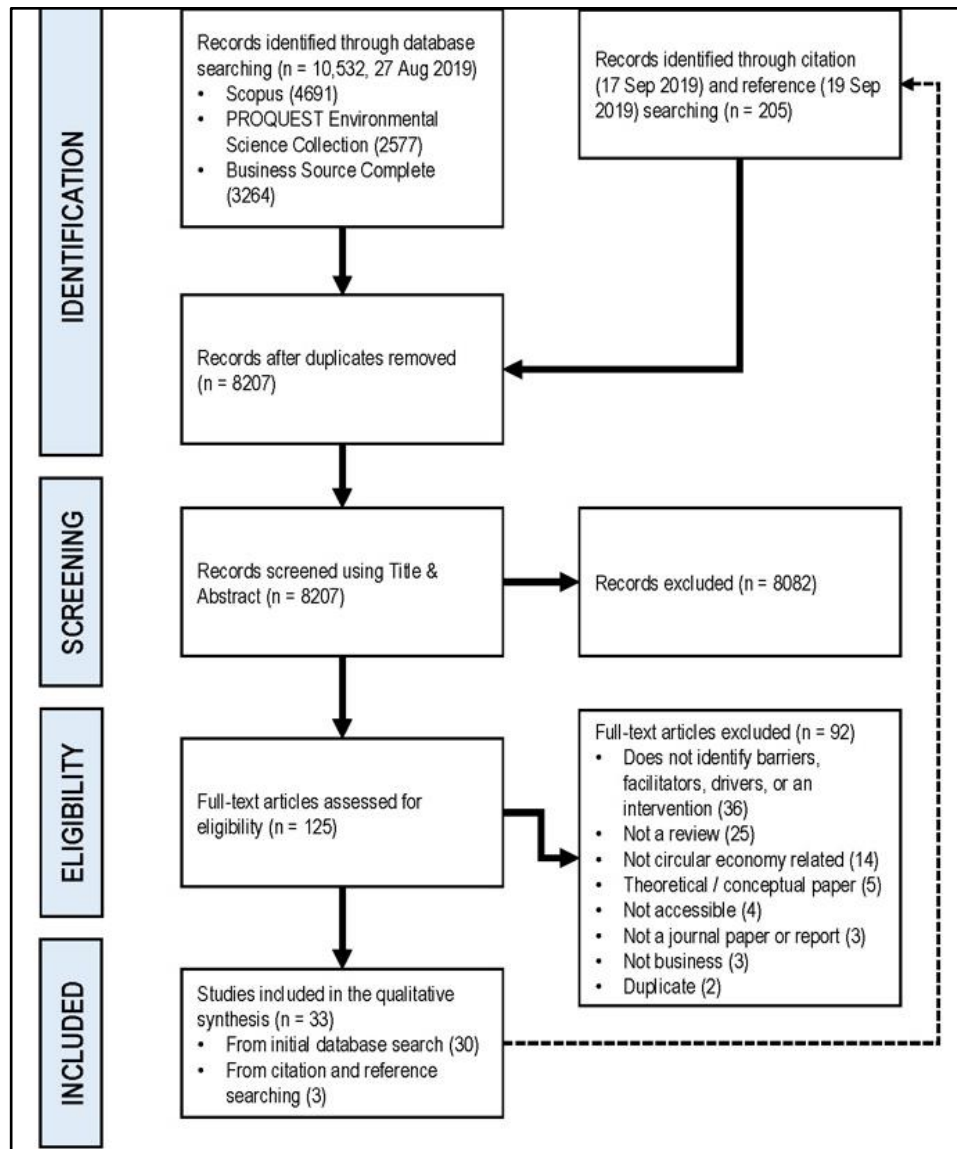 IDENTIFICATION
Records identified through database
searching (n = 10,532, 27 Aug 2019)
• Scopus (4691)
• PROQUEST Environmental
Science Collection (2577)
• Business Source Complete
(3264)
Records identified through citation
(17 Sep 2019) and reference (19 Sep
2019) searching (n = 205)
Records after duplicates removed
(n = 8207)
SCREENING
Records screened using Title &
Abstract (n = 8207)
Records excluded (n = 8082)
ELIGIBILITY
Full-text articles assessed for
eligibility (n = 125)
Full-text articles excluded (n = 92)
• Does not identify barriers,
facilitators, drivers, or an
intervention (36)
• Not a review (25)
• Not circular economy related (14)
• Theoretical / conceptual paper (5)
• Not accessible (4)
• Not a journal paper or report (3)
• Not business (3)
• Duplicate (2)
INCLUDED
Studies included in the qualitative
synthesis (n = 33)
• From initial database search (30)
• From citation and reference
searching (3)